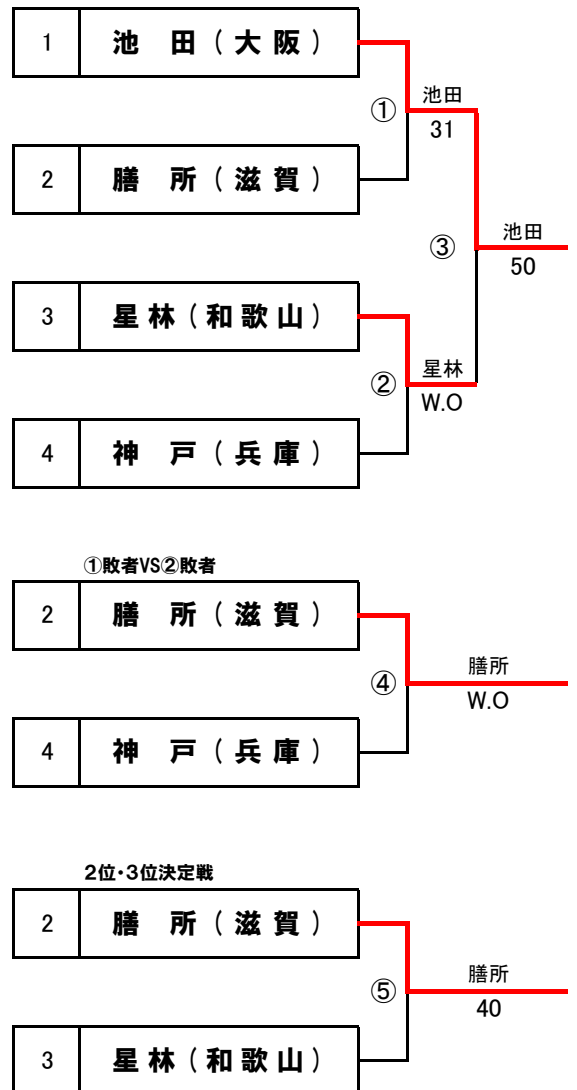 1 池 田 ( 大 阪 )
① 池田
31
2 膳 所 ( 滋 賀 )
③ 池田
50
3 星 林 ( 和 歌 山 )
② 星林
W.O
4 神 戸 ( 兵 庫 )
①敗者VS②敗者
2 膳 所 ( 滋 賀 )
④ 膳所
W.O
4 神 戸 ( 兵 庫 )
2位・3位決定戦
2 膳 所 ( 滋 賀 )
⑤ 膳所
40
3 星 林 ( 和 歌 山 )